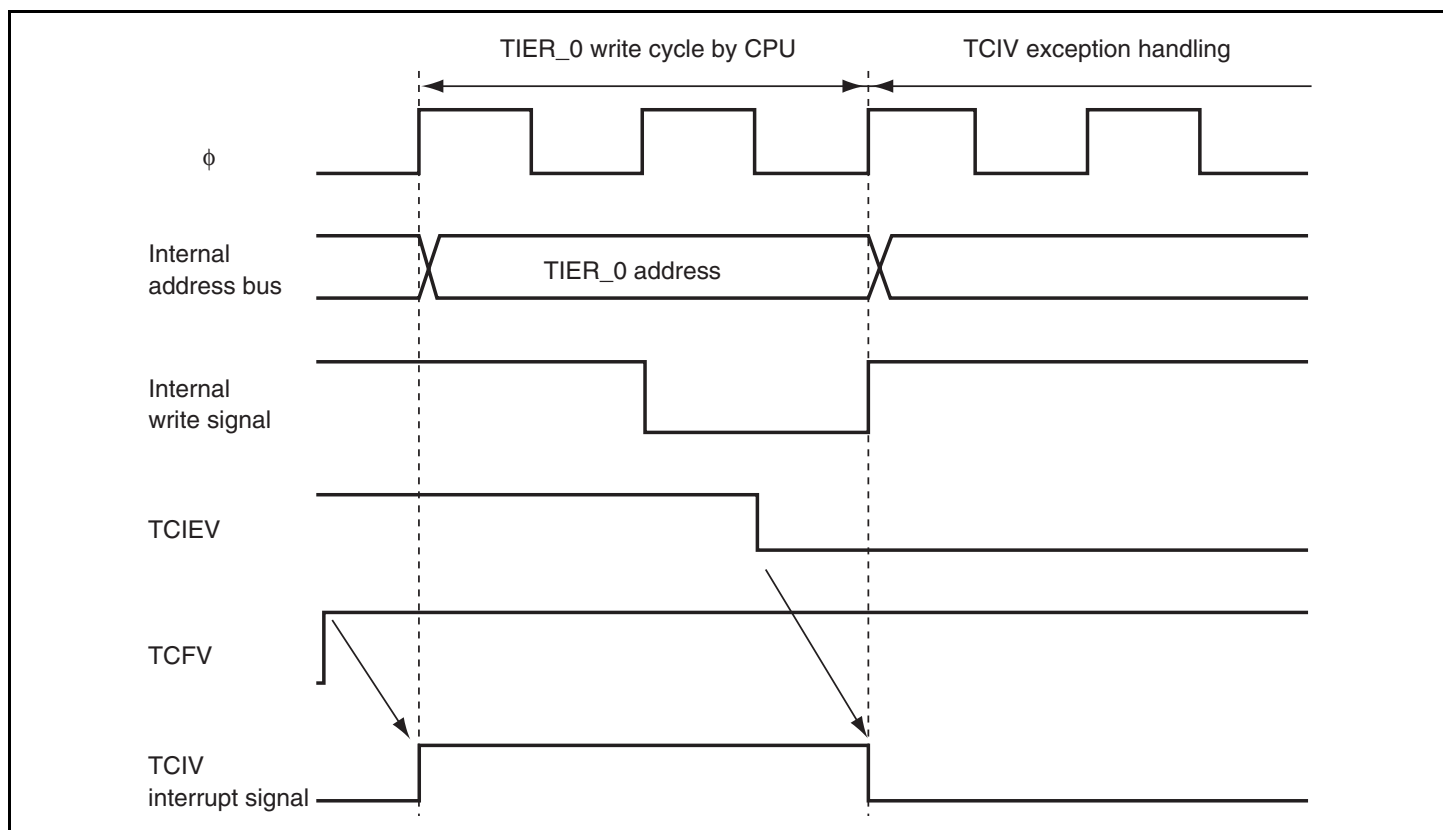 TIER_0 write cycle by CPU
TCIV exception handling
ϕ
Internal
address bus
TIER_0 address
Internal
write signal
TCIEV
TCFV
TCIV
interrupt signal